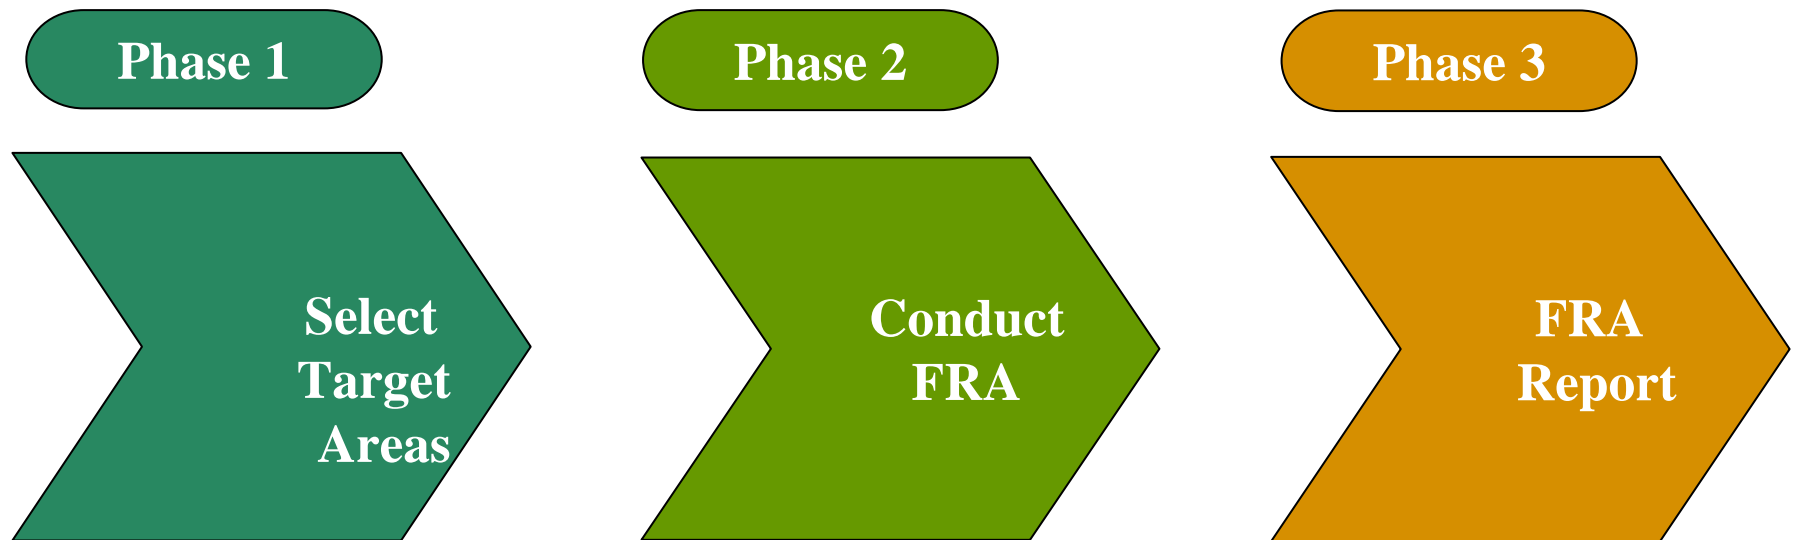 Phase 1
Phase 2
Phase 3
Select
Target
Areas
Conduct
FRA
FRA
Report